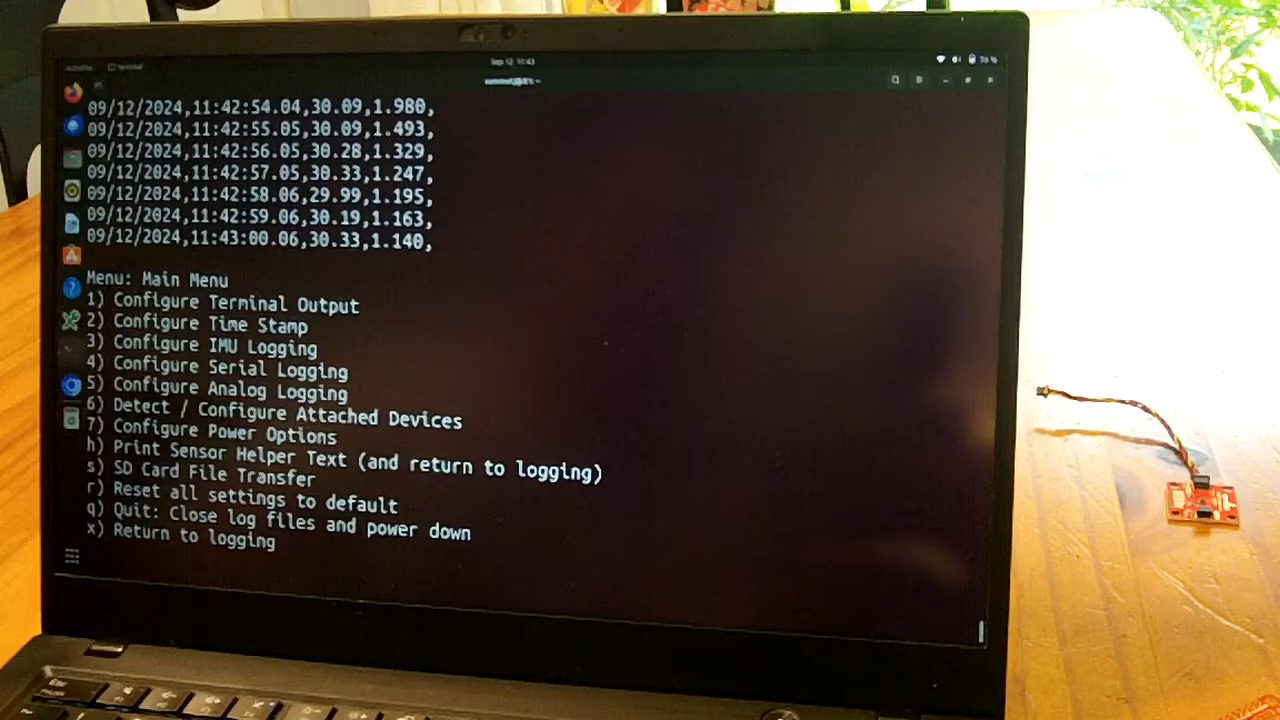 Activities Terminal
Sep 12 11:43
76 %
09/12/2024,11:42:54.04,30.09,1.980,
09/12/2024,11:42:55.05,30.09,1.493,
09/12/2024,11:42:56.05,30.28,1.329,
09/12/2024,11:42:57.05,30.33,1.247,
09/12/2024,11:42:58.06,29.99,1.195,
09/12/2024,11:42:59.06,30.19,1.163,
09/12/2024,11:43:00.06,30.33,1.140,
Menu: Main Menu
1) Configure Terminal Output
2) Configure Time Stamp
3) Configure IMU Logging
4) Configure Serial Logging
5) Configure Analog Logging
6) Detect / Configure Attached Devices
7) Configure Power Options
h) Print Sensor Helper Text (and return to logging)
s) SD Card File Transfer
r) Reset all settings to default
q) Quit: Close log files and power down
x) Return to logging